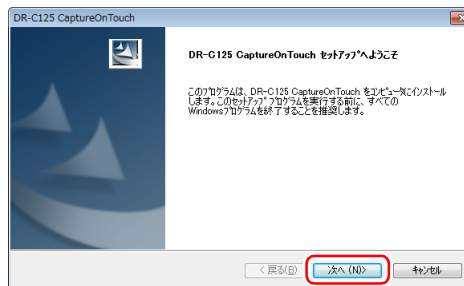 DR-C125 CaptureOnTouch
DR-C125 CaptureOnTouch セットアップへようこそ
このプログラムは、DR-C125 CaptureOnTouch をコンピュータにインストール
します。このセットアップ プログラムを実行する前に、すべての
Windowsプログラムを終了することを推奨します。
< 戻る(B)
次へ (N)>
キャンセル